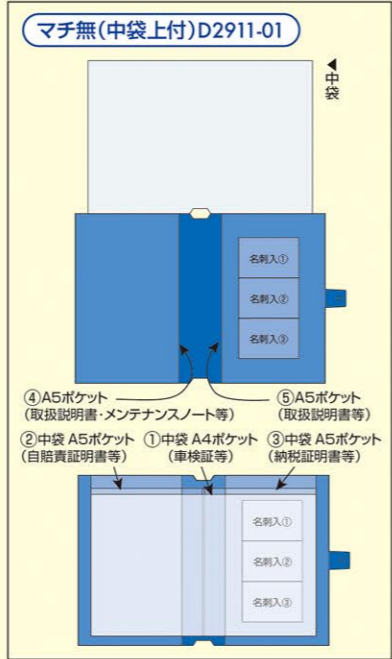 マチ無(中袋上付)D2911-01
◀中袋
名刺入①
名刺入②
名刺入③
④A5ポケット
(取扱説明書・メンテナンスノート等)
⑤A5ポケット
(取扱説明書等)
②中袋 A5ポケット
(自賠責証明書等)
①中袋 A4ポケット
(車検証等)
③中袋 A5ポケット
(納税証明書等)
名刺入①
名刺入②
名刺入③